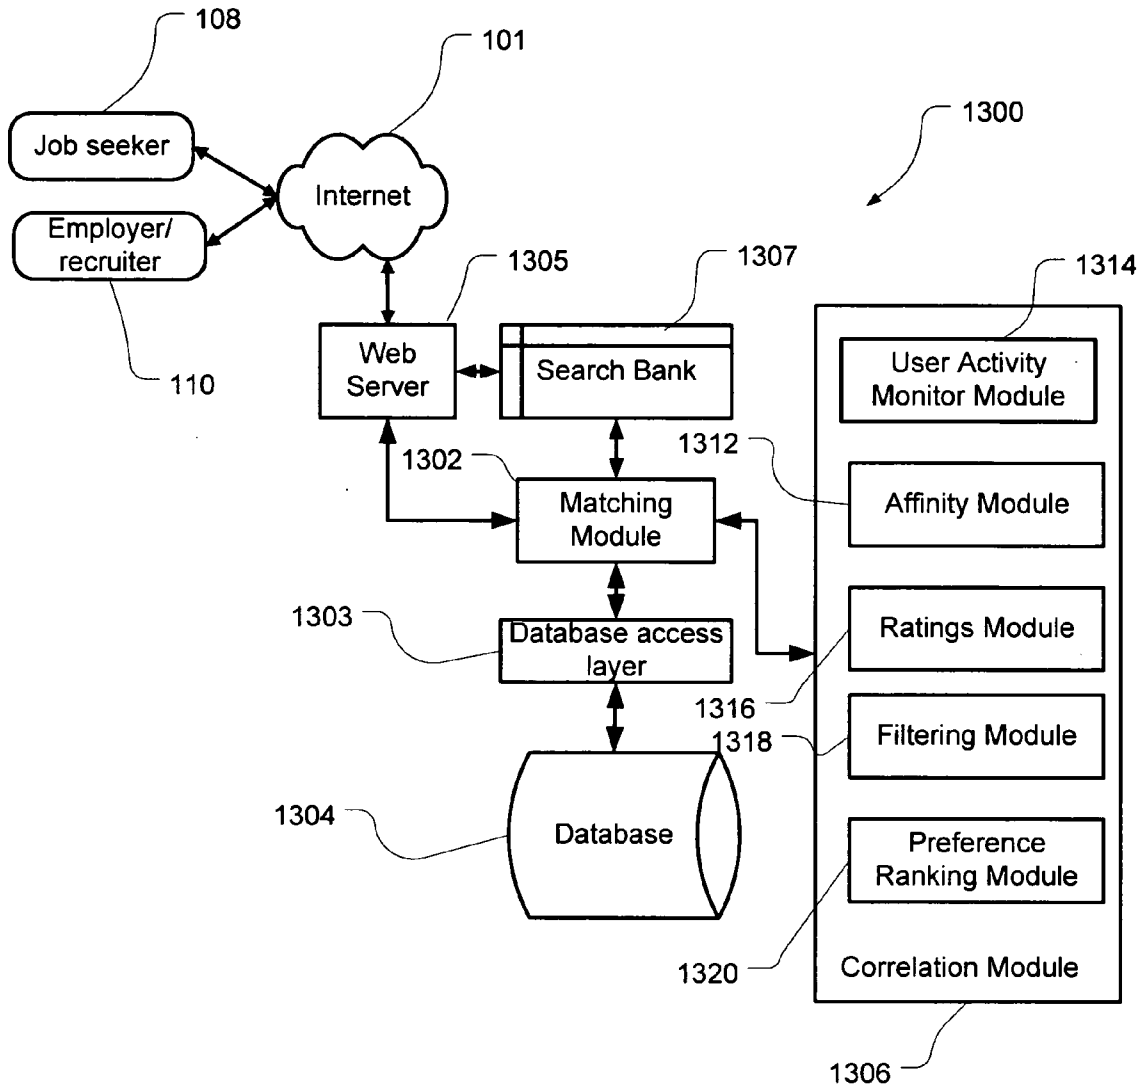 108
101
1300
Job seeker
Internet
Employer/
recruiter
110
1305
1307
1314
Web
Server
Search Bank
User Activity
Monitor Module
1302
1312
Matching
Module
Affinity Module
1303
Database access
layer
Ratings Module
1316
1318
Filtering Module
1304
Database
Preference
Ranking Module
1320
Correlation Module
1306